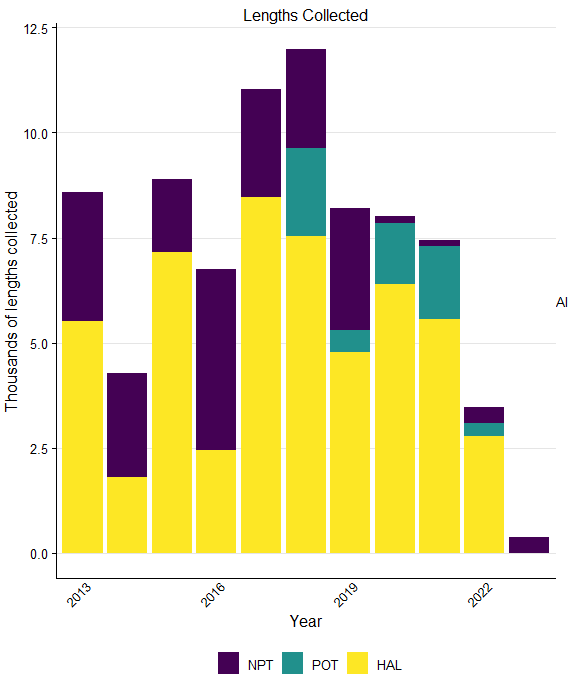 Lengths Collected
Thousands of lengths collected
12.5
10.0
7.5
5.0
2.5
0.0
AI
2013
2016
2019
2022
Year
NPT
POT
HAL